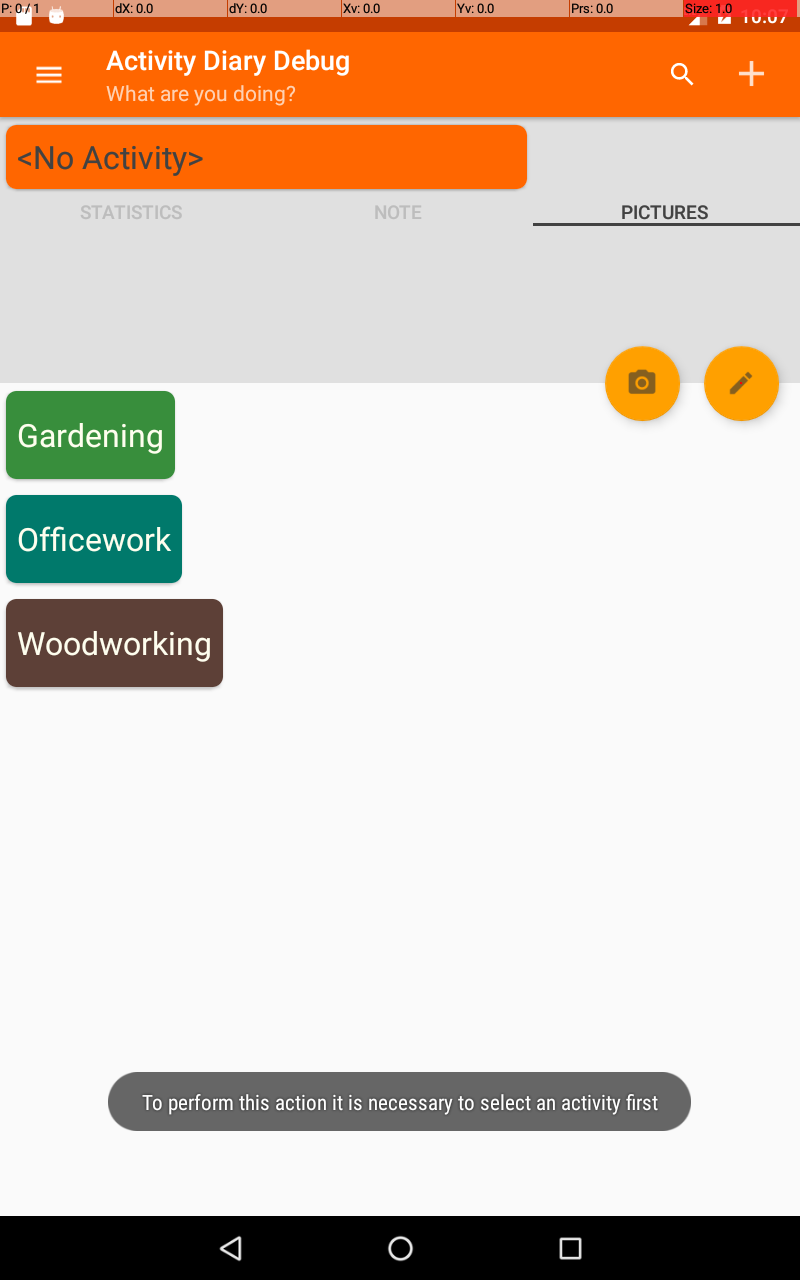 P: 0 / 1 dX: 0.0 dY: 0.0 Xv: 0.0 Yv: 0.0 Prs: 0.0 Size: 1.0
10:07
Activity Diary Debug
What are you doing?
<No Activity>
STATISTICS NOTE PICTURES
Gardening
Officework
Woodworking
To perform this action it is necessary to select an activity first